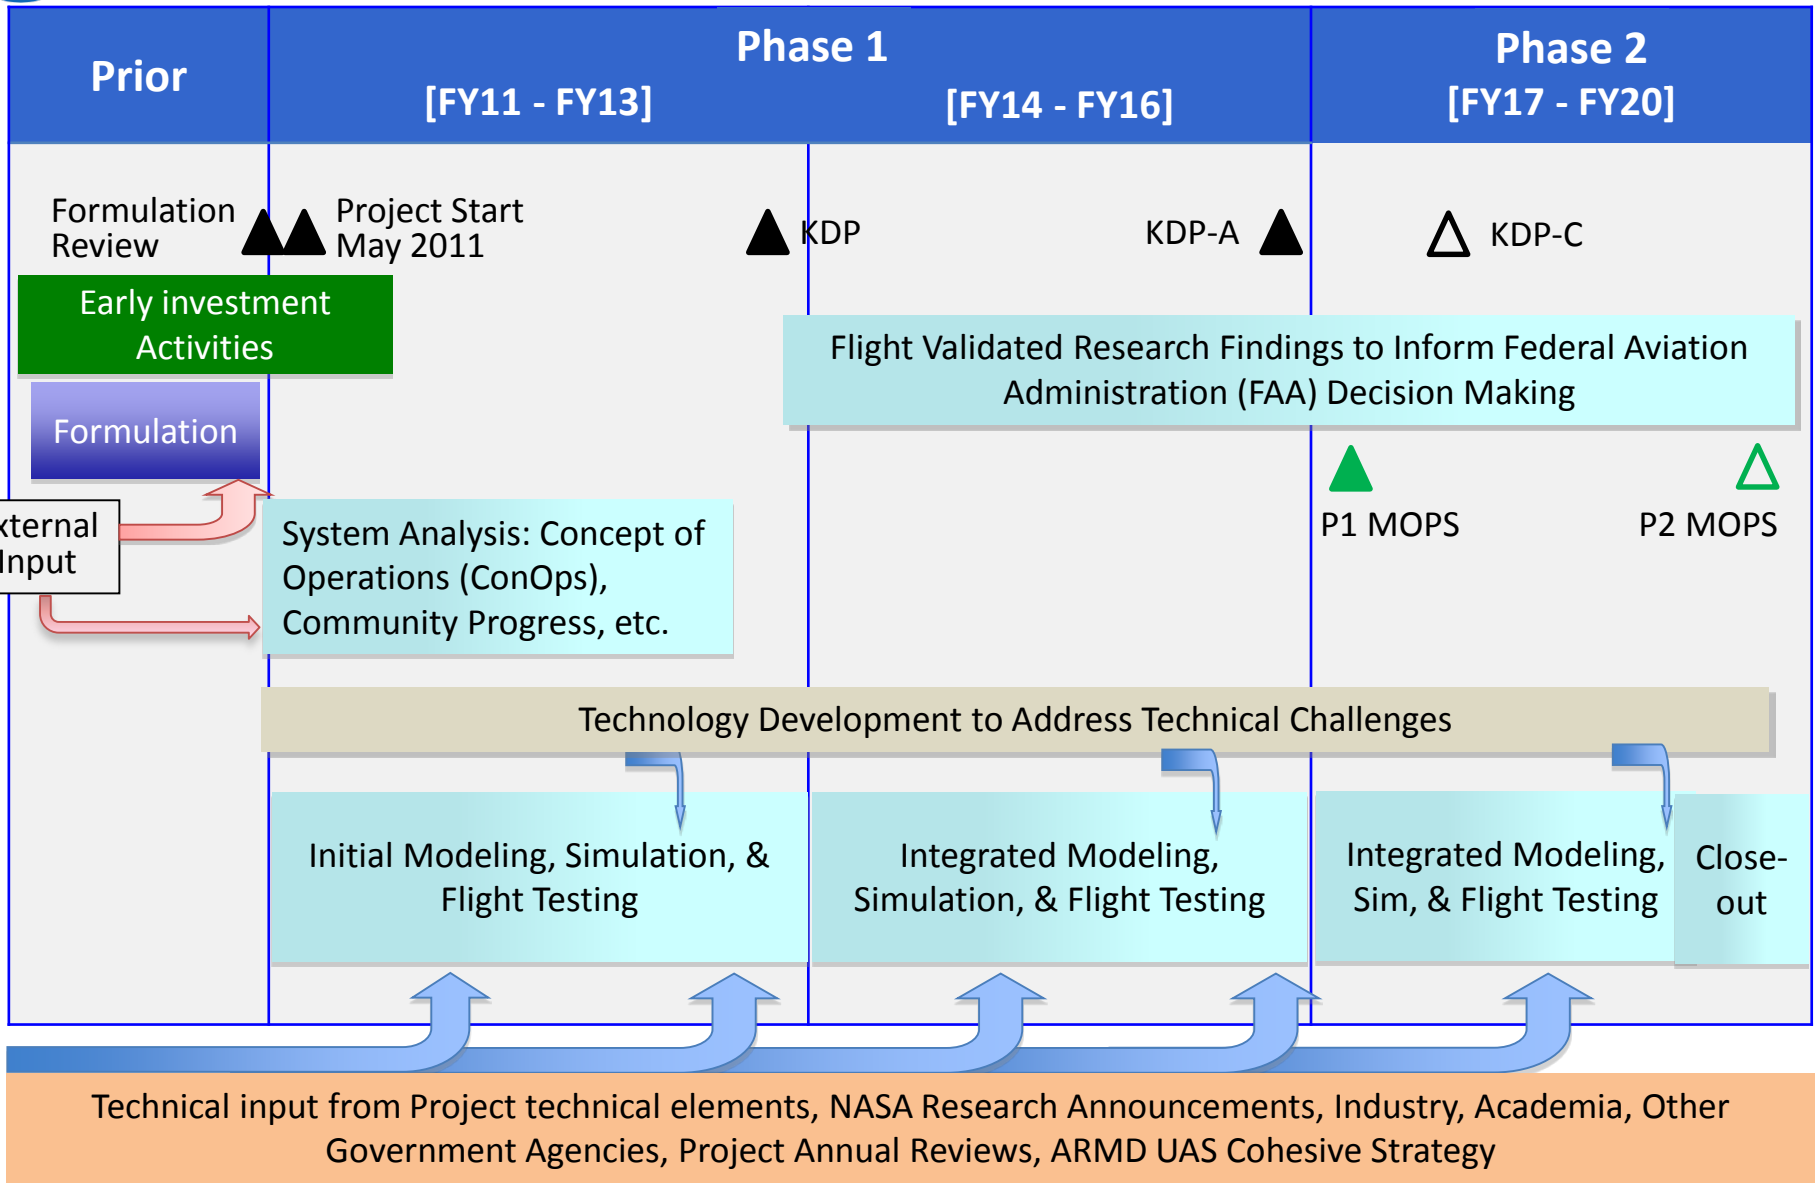 Prior
Phase 1
[FY11 - FY13]
[FY14 - FY16]
Phase 2
[FY17 - FY20]
Formulation
Review
Project Start
May 2011
KDP
KDP-A
KDP-C
Early investment
Activities
Flight Validated Research Findings to Inform Federal Aviation
Administration (FAA) Decision Making
Formulation
P1 MOPS
P2 MOPS
xternal
Input
System Analysis: Concept of
Operations (ConOps),
Community Progress, etc.
Technology Development to Address Technical Challenges
Initial Modeling, Simulation, &
Flight Testing
Integrated Modeling,
Simulation, & Flight Testing
Integrated Modeling,
Sim, & Flight Testing
Close-
out
Technical input from Project technical elements, NASA Research Announcements, Industry, Academia, Other
Government Agencies, Project Annual Reviews, ARMD UAS Cohesive Strategy